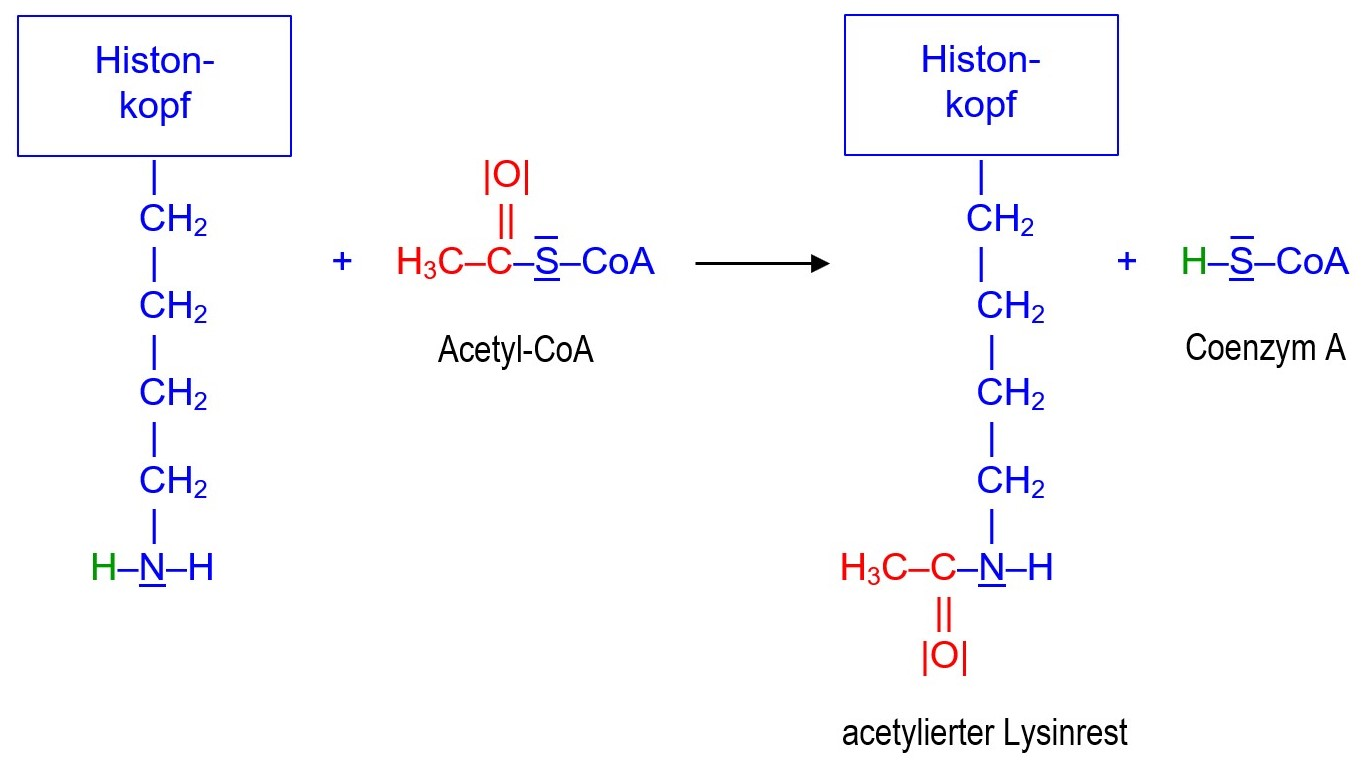 Histon-
kopf
|
CH₂
|
CH₂
|
CH₂
|
CH₂
|
H–N–H
+
|O|
||
H₃C–C–S–CoA
Acetyl-CoA
Histon-
kopf
|
CH₂
|
CH₂
|
CH₂
|
CH₂
|
H₃C–C–N–H
||
|O|
acetylierter Lysinrest
+
H–S–CoA
Coenzym A